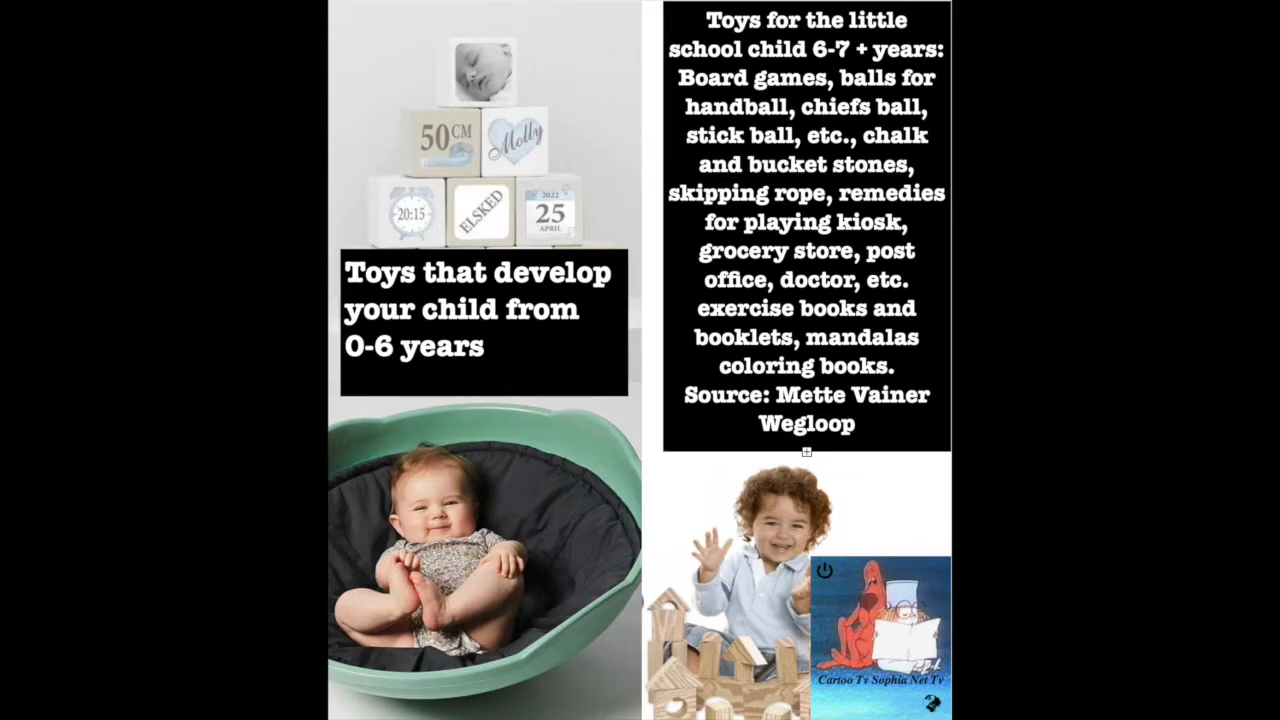 50CM
Molly
20:15
ELSKED
2022
25
APRIL
Toys that develop
your child from
0-6 years
Toys for the little
school child 6-7 + years:
Board games, balls for
handball, chiefs ball,
stick ball, etc., chalk
and bucket stones,
skipping rope, remedies
for playing kiosk,
grocery store, post
office, doctor, etc.
exercise books and
booklets, mandalas
coloring books.
Source: Mette Vainer
Wegloop
Cartoo Tv Sophia Net Tv